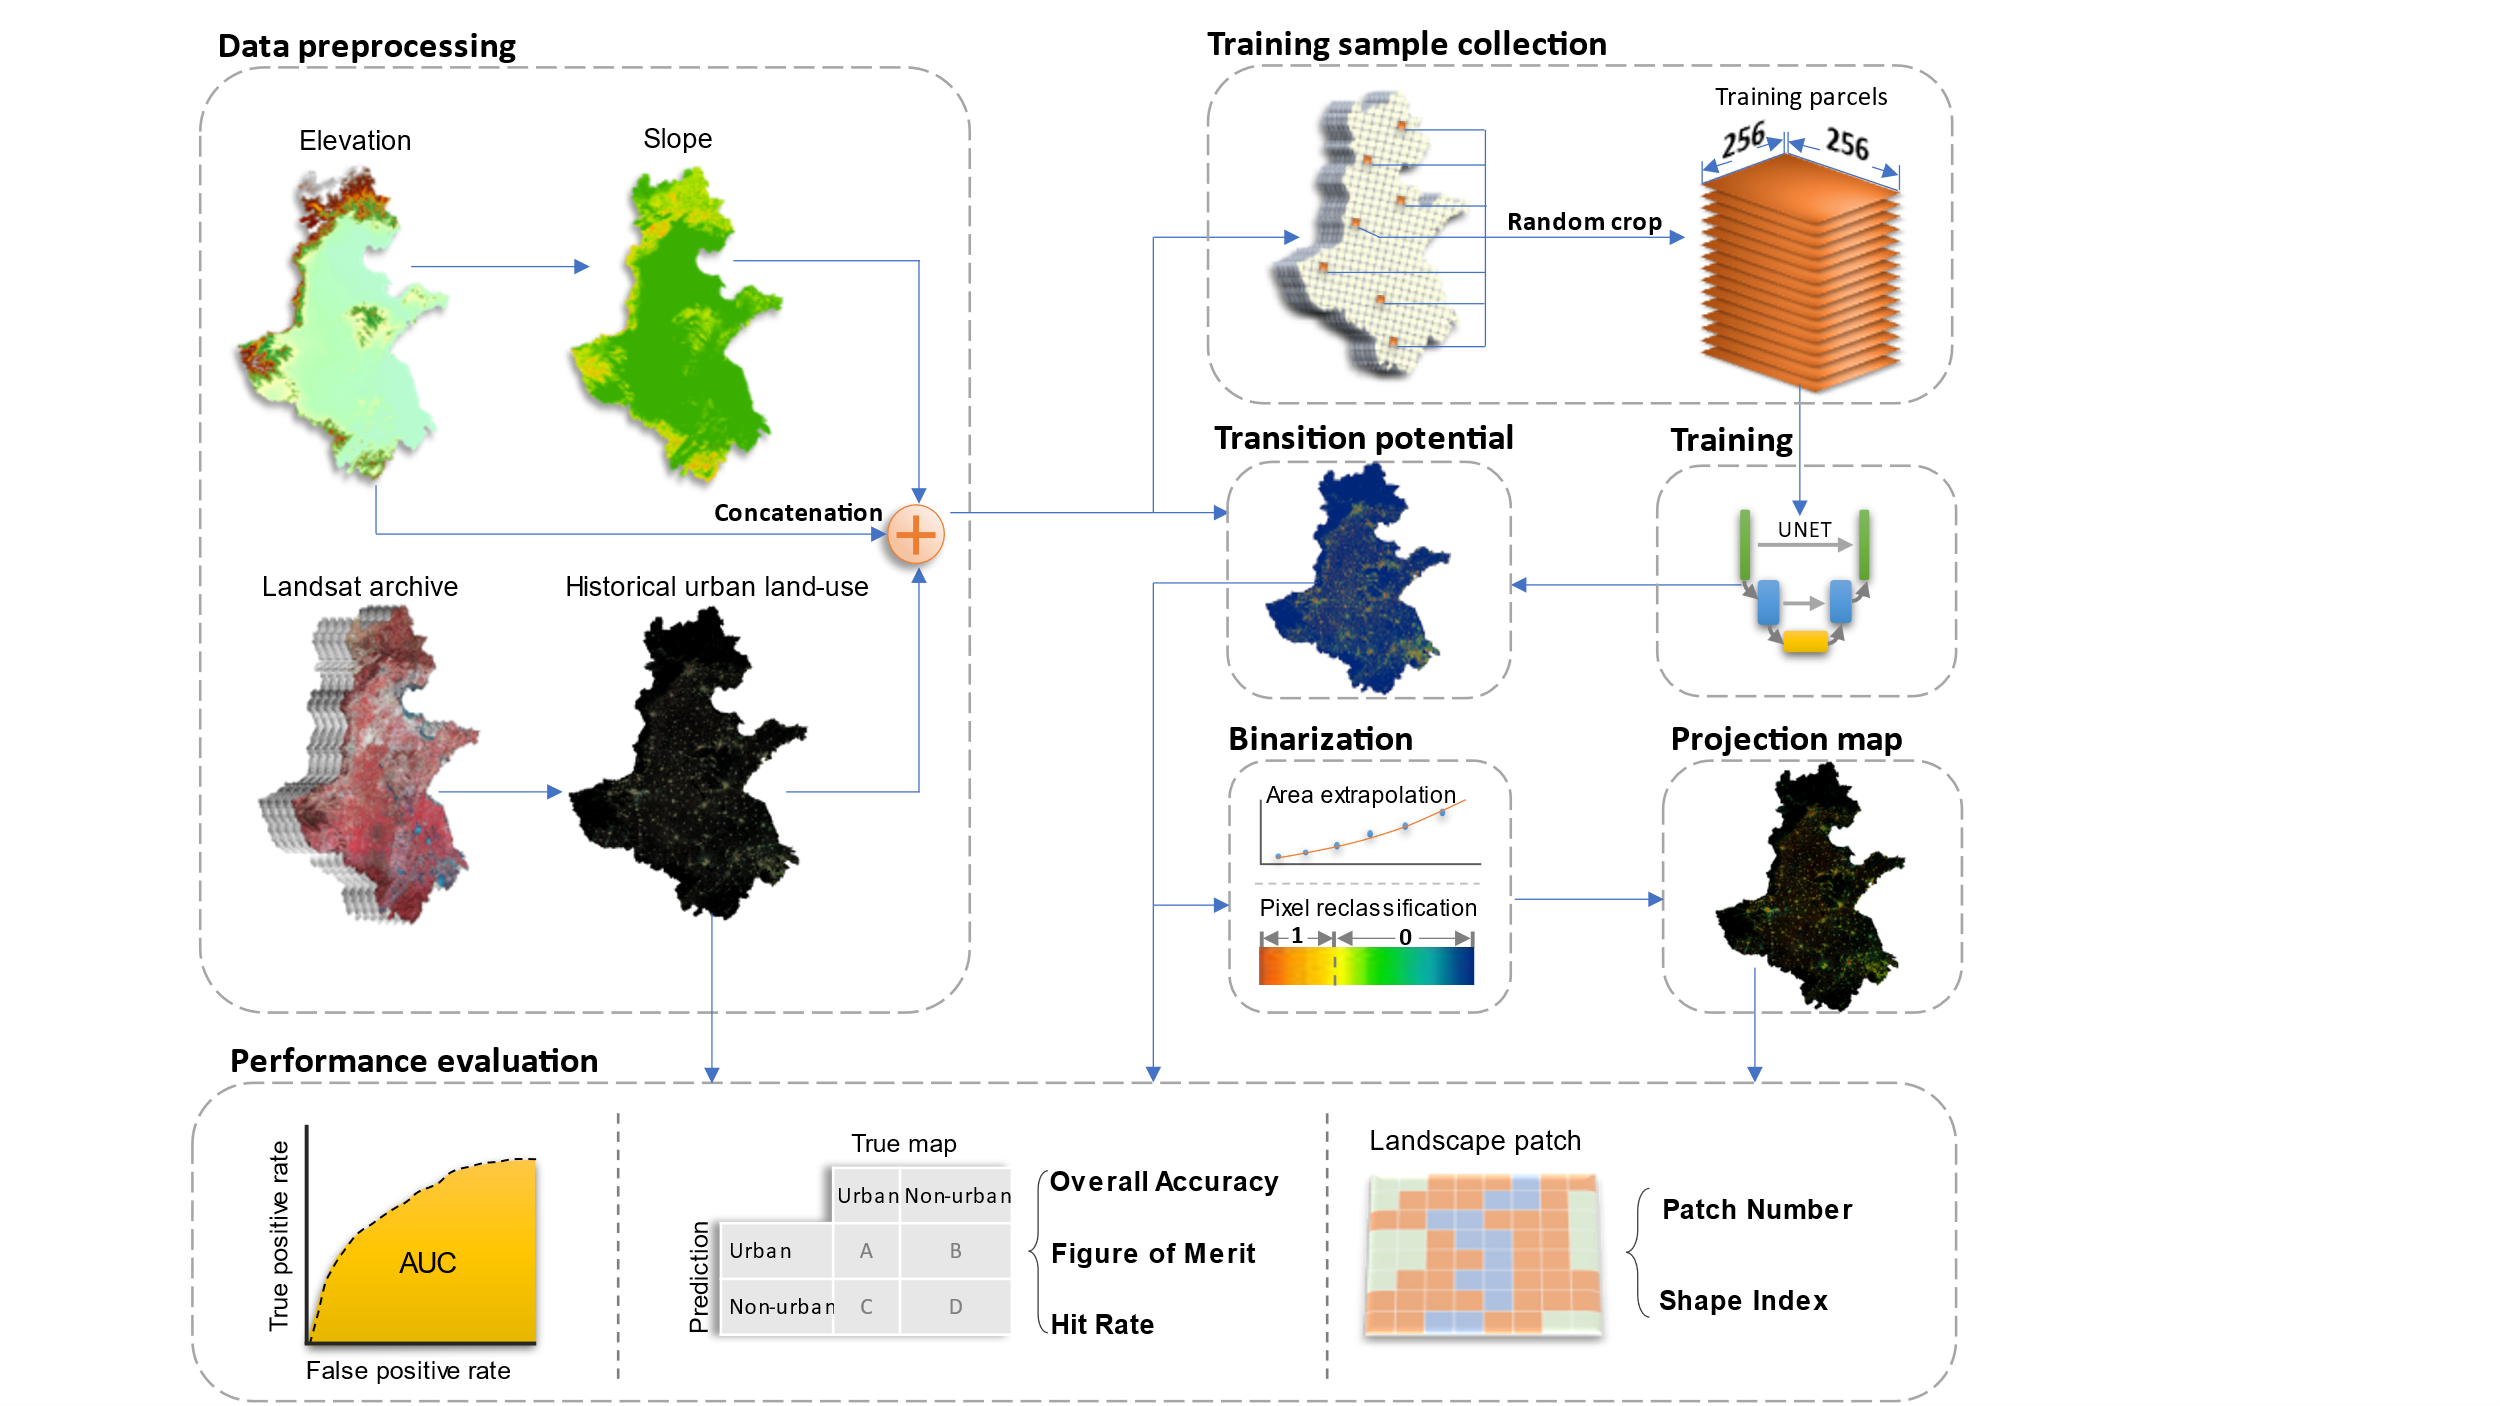 Data preprocessing
Elevation
Slope
Concatenation
Landsat archive
Historical urban land-use
Training sample collection
Training parcels
256
256
Random crop
Transition potential
Training
UNET
Binarization
Area extrapolation
Pixel reclassification
1
0
Projection map
Performance evaluation
True positive rate
AUC
False positive rate
True map
Prediction
Urban Non-urban
Urban A B
Non-urban C D
Overall Accuracy
Figure of Merit
Hit Rate
Landscape patch
Patch Number
Shape Index